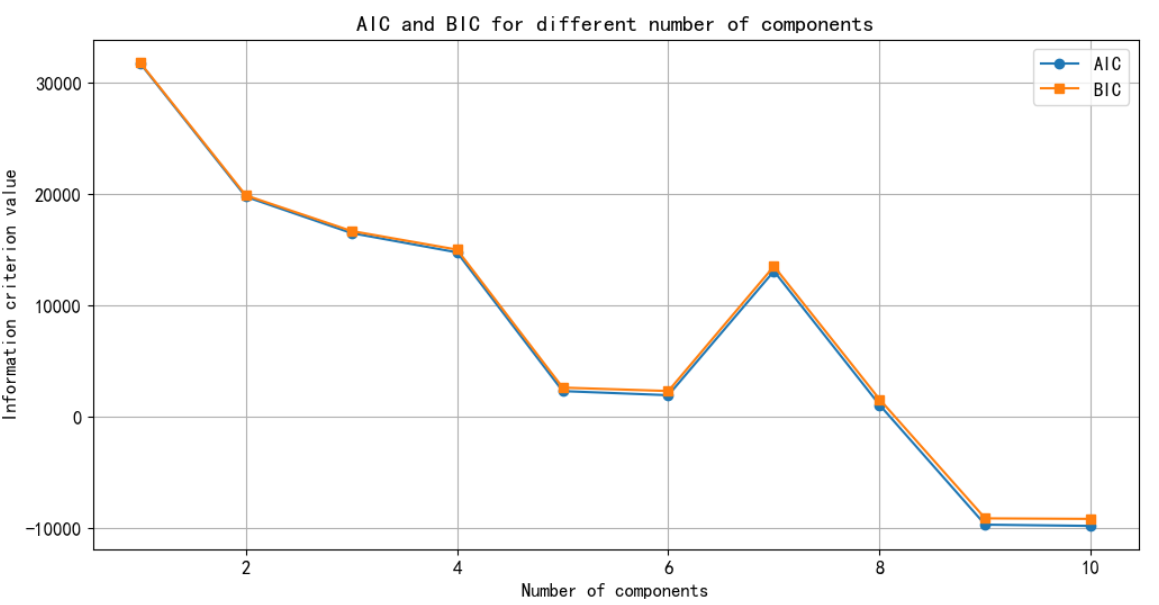 AIC and BIC for different number of components
AIC
BIC
Information criterion value
30000
20000
10000
0
−10000
2
4
6
8
10
Number of components